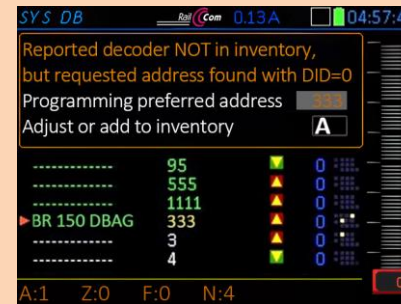 SYS DB RailCom 0.13A 04:57:4
Reported decoder NOT in inventory,
but requested address found with DID=0
Programming preferred address 333
Adjust or add to inventory A
------------- 95 0
------------- 555 0
------------- 1111 0
BR 150 DBAG 333 0
------------- 3 0
------------- 4 0
A:1 Z:0 F:0 N:4